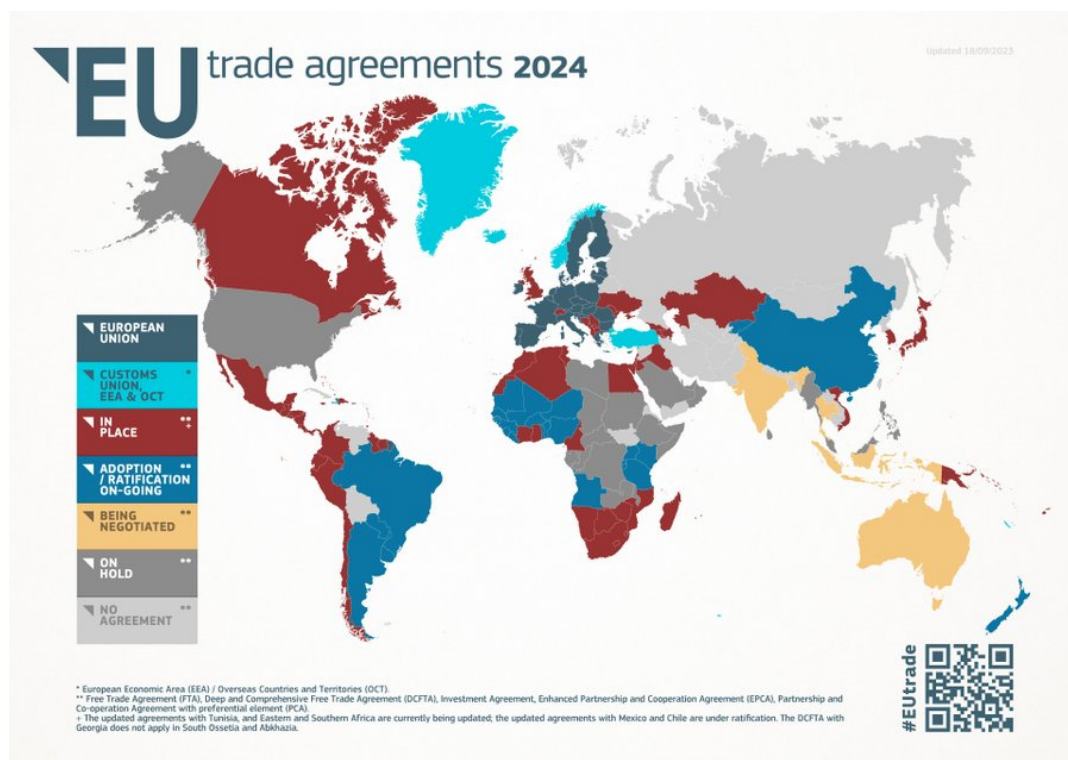 EU trade agreements 2024
Updated 18/09/2023
EUROPEAN
UNION
CUSTOMS *
UNION,
EEA & OCT
IN **
PLACE +
ADOPTION **
/ RATIFICATION
ON-GOING
BEING **
NEGOTIATED
ON **
HOLD
NO **
AGREEMENT
#EUtrade
* European Economic Area (EEA) / Overseas Countries and Territories (OCT).
** Free Trade Agreement (FTA), Deep and Comprehensive Free Trade Agreement (DCFTA), Investment Agreement, Enhanced Partnership and Cooperation Agreement (EPCA), Partnership and
Co-operation Agreement with preferential element (PCA).
+ The updated agreements with Tunisia, and Eastern and Southern Africa are currently being updated; the updated agreements with Mexico and Chile are under ratification. The DCFTA with
Georgia does not apply in South Ossetia and Abkhazia.